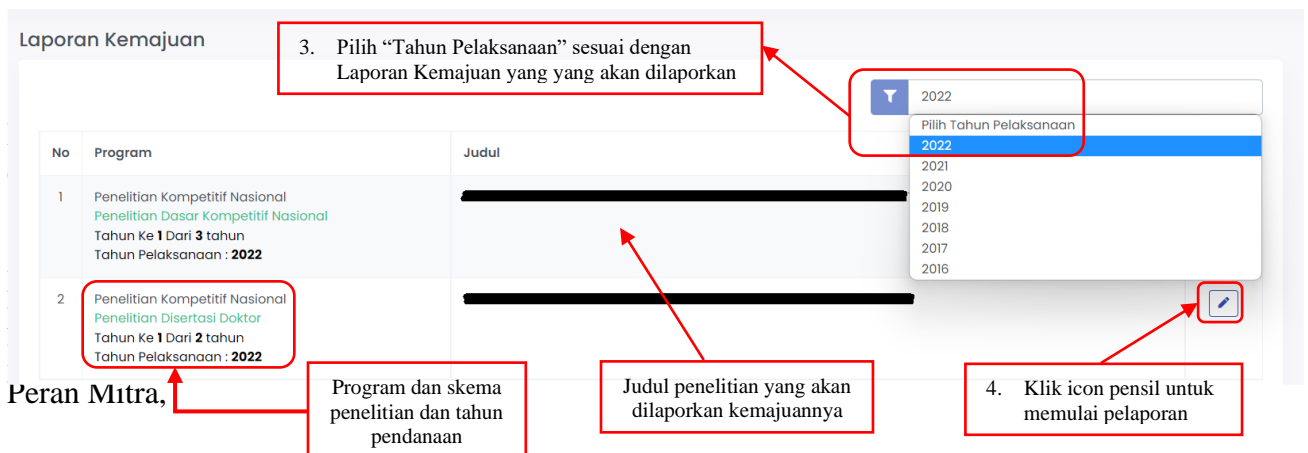 Laporan Kemajuan
3. Pilih “Tahun Pelaksanaan” sesuai dengan
Laporan Kemajuan yang yang akan dilaporkan
2022
Pilih Tahun Pelaksanaan
2022
2021
2020
2019
2018
2017
2016
No Program Judul
1 Penelitian Kompetitif Nasional
Penelitian Dasar Kompetitif Nasional
Tahun Ke 1 Dari 3 tahun
Tahun Pelaksanaan : 2022
2 Penelitian Kompetitif Nasional
Penelitian Disertasi Doktor
Tahun Ke 1 Dari 2 tahun
Tahun Pelaksanaan : 2022
Peran Mitra,
Program dan skema
penelitian dan tahun
pendanaan
Judul penelitian yang akan
dilaporkan kemajuannya
4. Klik icon pensil untuk
memulai pelaporan